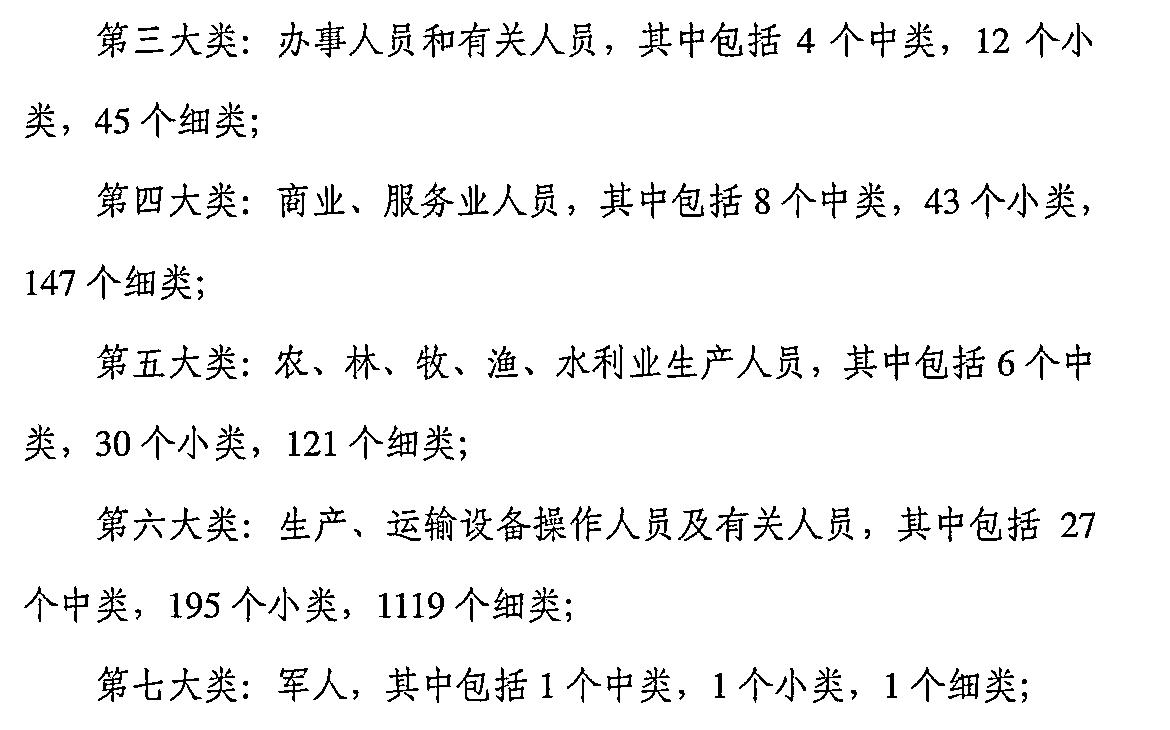 第三大类：办事人员和有关人员，其中包括 4 个中类，12 个小
类，45 个细类；
第四大类：商业、服务业人员，其中包括 8 个中类，43 个小类，
147 个细类；
第五大类：农、林、牧、渔、水利业生产人员，其中包括 6 个中
类，30 个小类，121 个细类；
第六大类：生产、运输设备操作人员及有关人员，其中包括 27
个中类，195 个小类，1119 个细类；
第七大类：军人，其中包括 1 个中类，1 个小类，1 个细类；